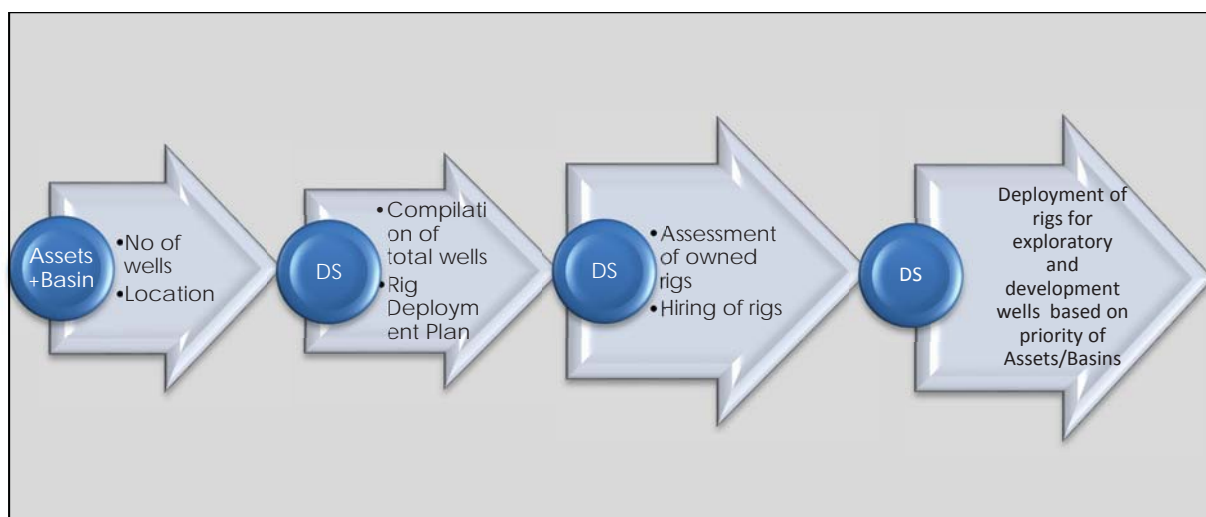 Assets
+Basin
•No of
wells
•Location
DS
•Compilati
on of
total wells
•Rig
Deploym
ent Plan
DS
•Assessment
of owned
rigs
•Hiring of rigs
DS
Deployment of
rigs for
exploratory
and
development
wells based on
priority of
Assets/Basins